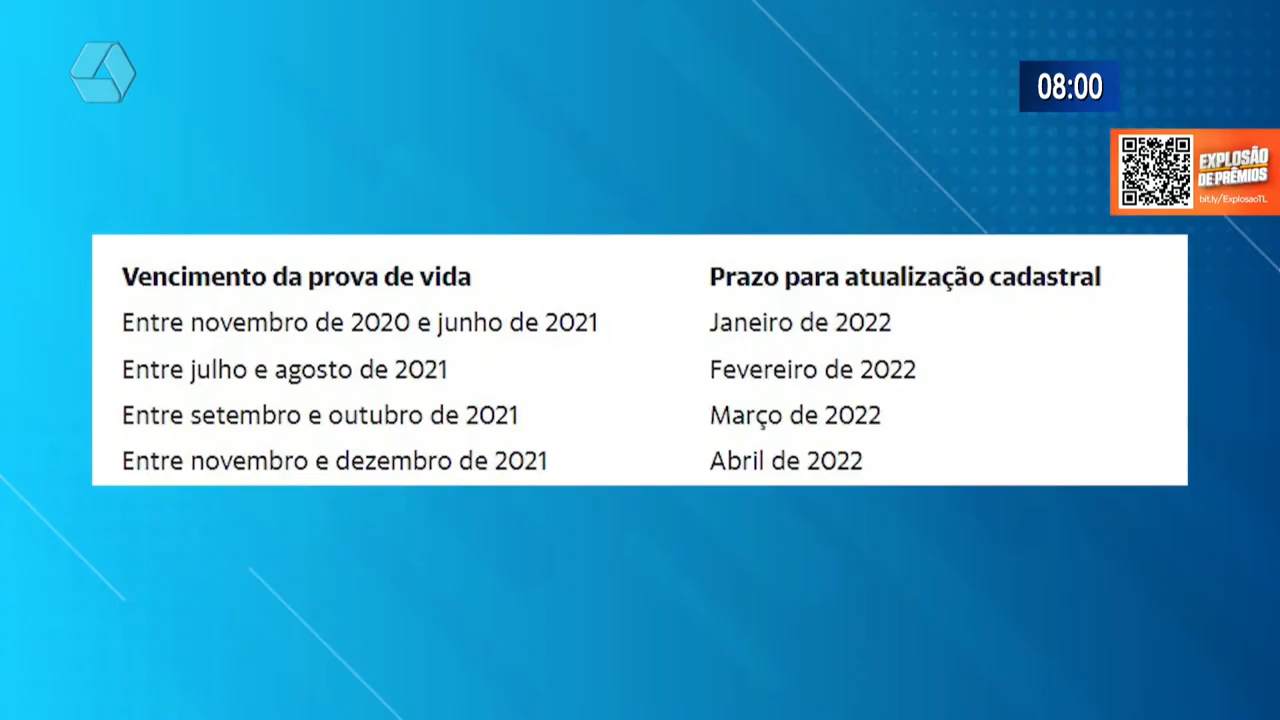 08:00
EXPLOSÃO
DE PRÊMIOS
bit.ly/ExplosaoTL
Vencimento da prova de vida Prazo para atualização cadastral
Entre novembro de 2020 e junho de 2021 Janeiro de 2022
Entre julho e agosto de 2021 Fevereiro de 2022
Entre setembro e outubro de 2021 Março de 2022
Entre novembro e dezembro de 2021 Abril de 2022